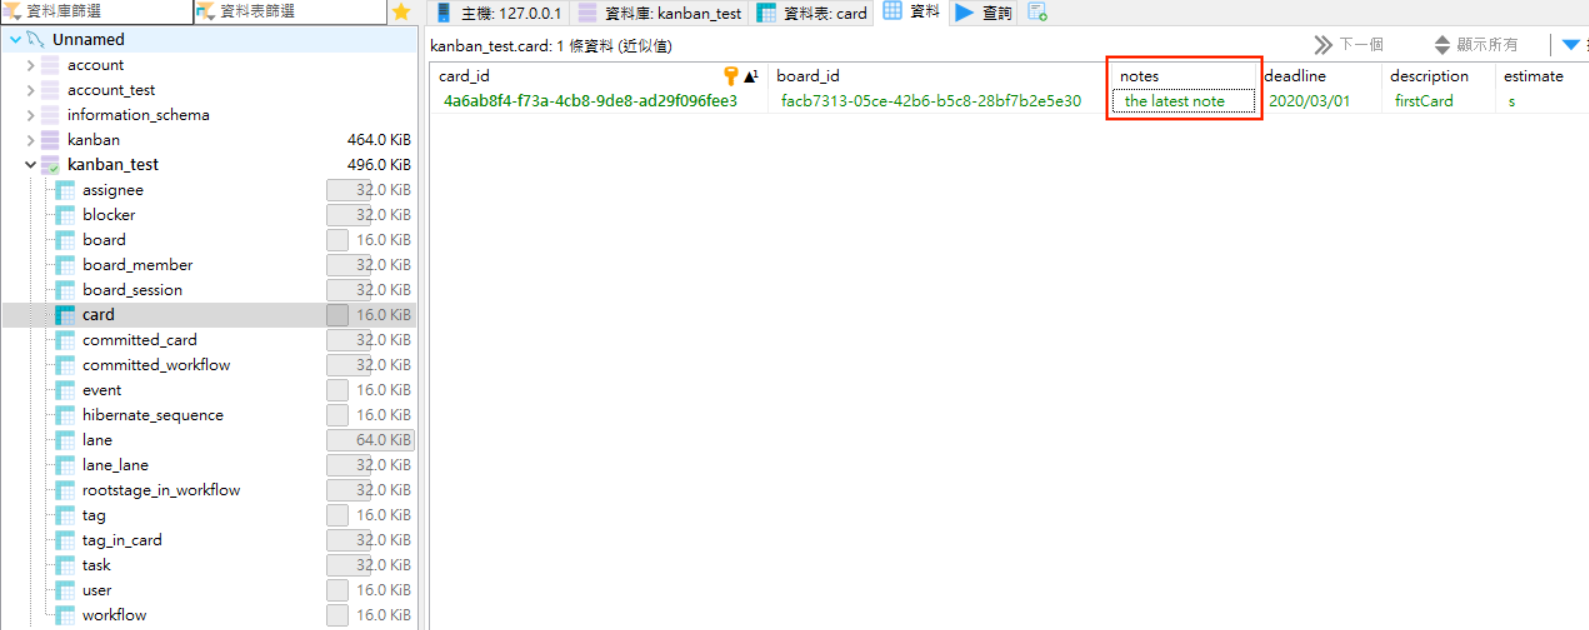 資料庫篩選 資料表篩選
主機: 127.0.0.1 資料庫: kanban_test 資料表: card 資料 查詢
Unnamed
account
account_test
information_schema
kanban 464.0 KiB
kanban_test 496.0 KiB
assignee 32.0 KiB
blocker 32.0 KiB
board 16.0 KiB
board_member 32.0 KiB
board_session 32.0 KiB
card 16.0 KiB
committed_card 32.0 KiB
committed_workflow 32.0 KiB
event 16.0 KiB
hibernate_sequence 16.0 KiB
lane 64.0 KiB
lane_lane 32.0 KiB
rootstage_in_workflow 32.0 KiB
tag 16.0 KiB
tag_in_card 32.0 KiB
task 32.0 KiB
user 16.0 KiB
workflow 16.0 KiB
kanban_test.card: 1 條資料 (近似值) 下一個 顯示所有
card_id 1 board_id notes deadline description estimate
4a6ab8f4-f73a-4cb8-9de8-ad29f096fee3 facb7313-05ce-42b6-b5c8-28bf7b2e5e30 the latest note 2020/03/01 firstCard s